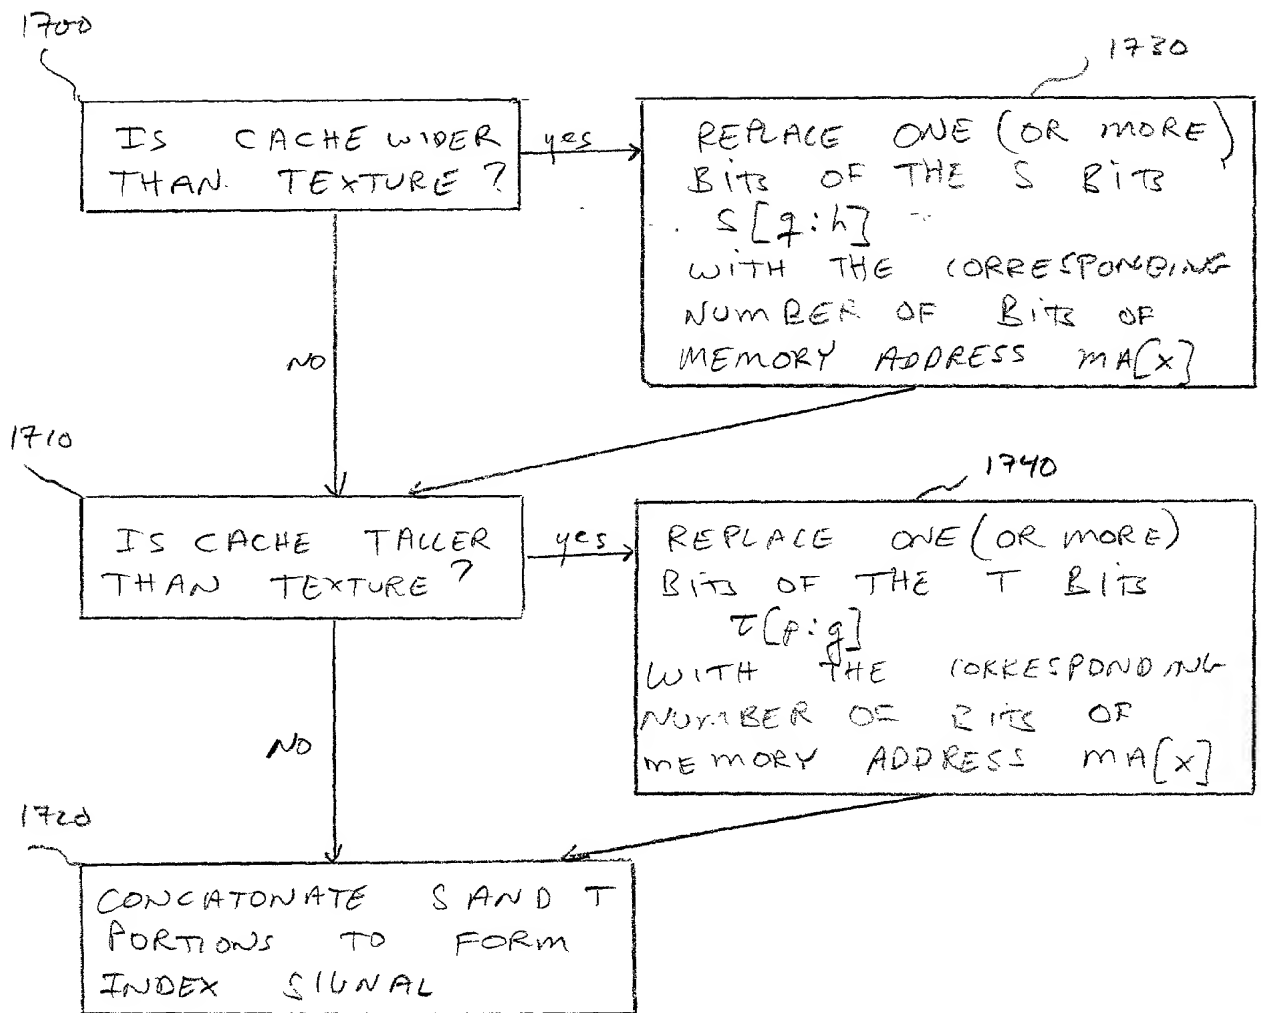 1700
1730
IS CACHE WIDER
THAN TEXTURE?
yes
REPLACE ONE (OR MORE)
BITS OF THE S BITS
S[q:h]
WITH THE CORRESPONDING
NUMBER OF BITS OF
MEMORY ADDRESS MA[x]
NO
1710
1740
IS CACHE TALLER
THAN TEXTURE?
yes
REPLACE ONE (OR MORE)
BITS OF THE T BITS
T[p:g]
WITH THE CORRESPONDING
NUMBER OF BITS OF
MEMORY ADDRESS MA[x]
NO
1720
CONCATONATE S AND T
PORTIONS TO FORM
INDEX SIGNAL